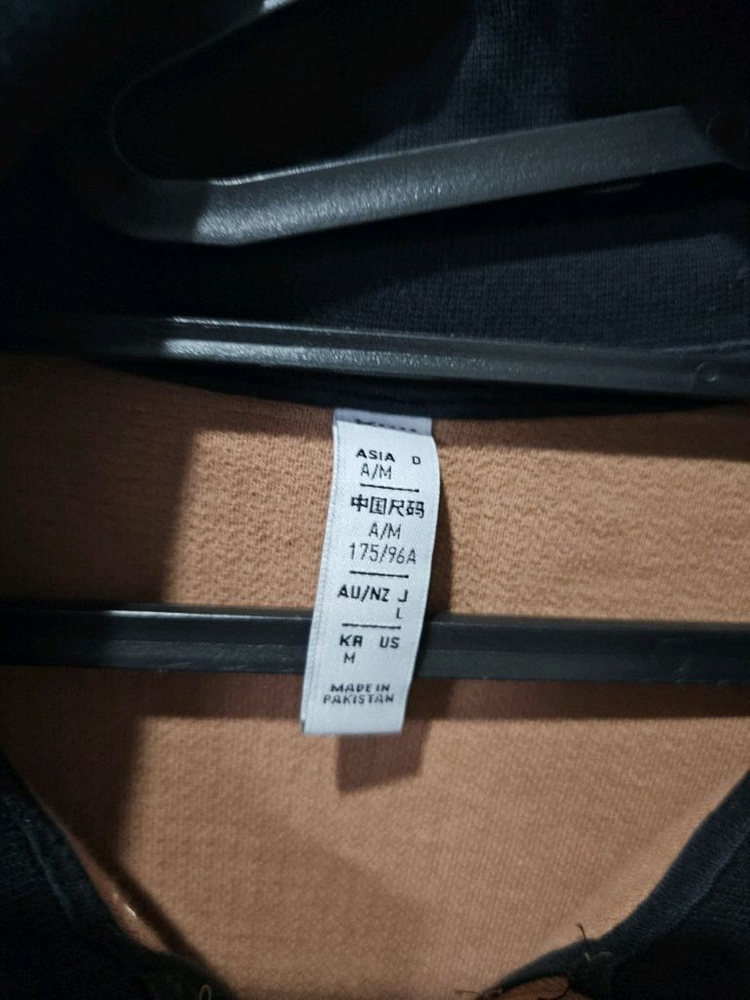 ASIA D
A/M
中国尺码
A/M
175/96A
AU/NZ J
L
KR US
M
MADE IN
PAKISTAN